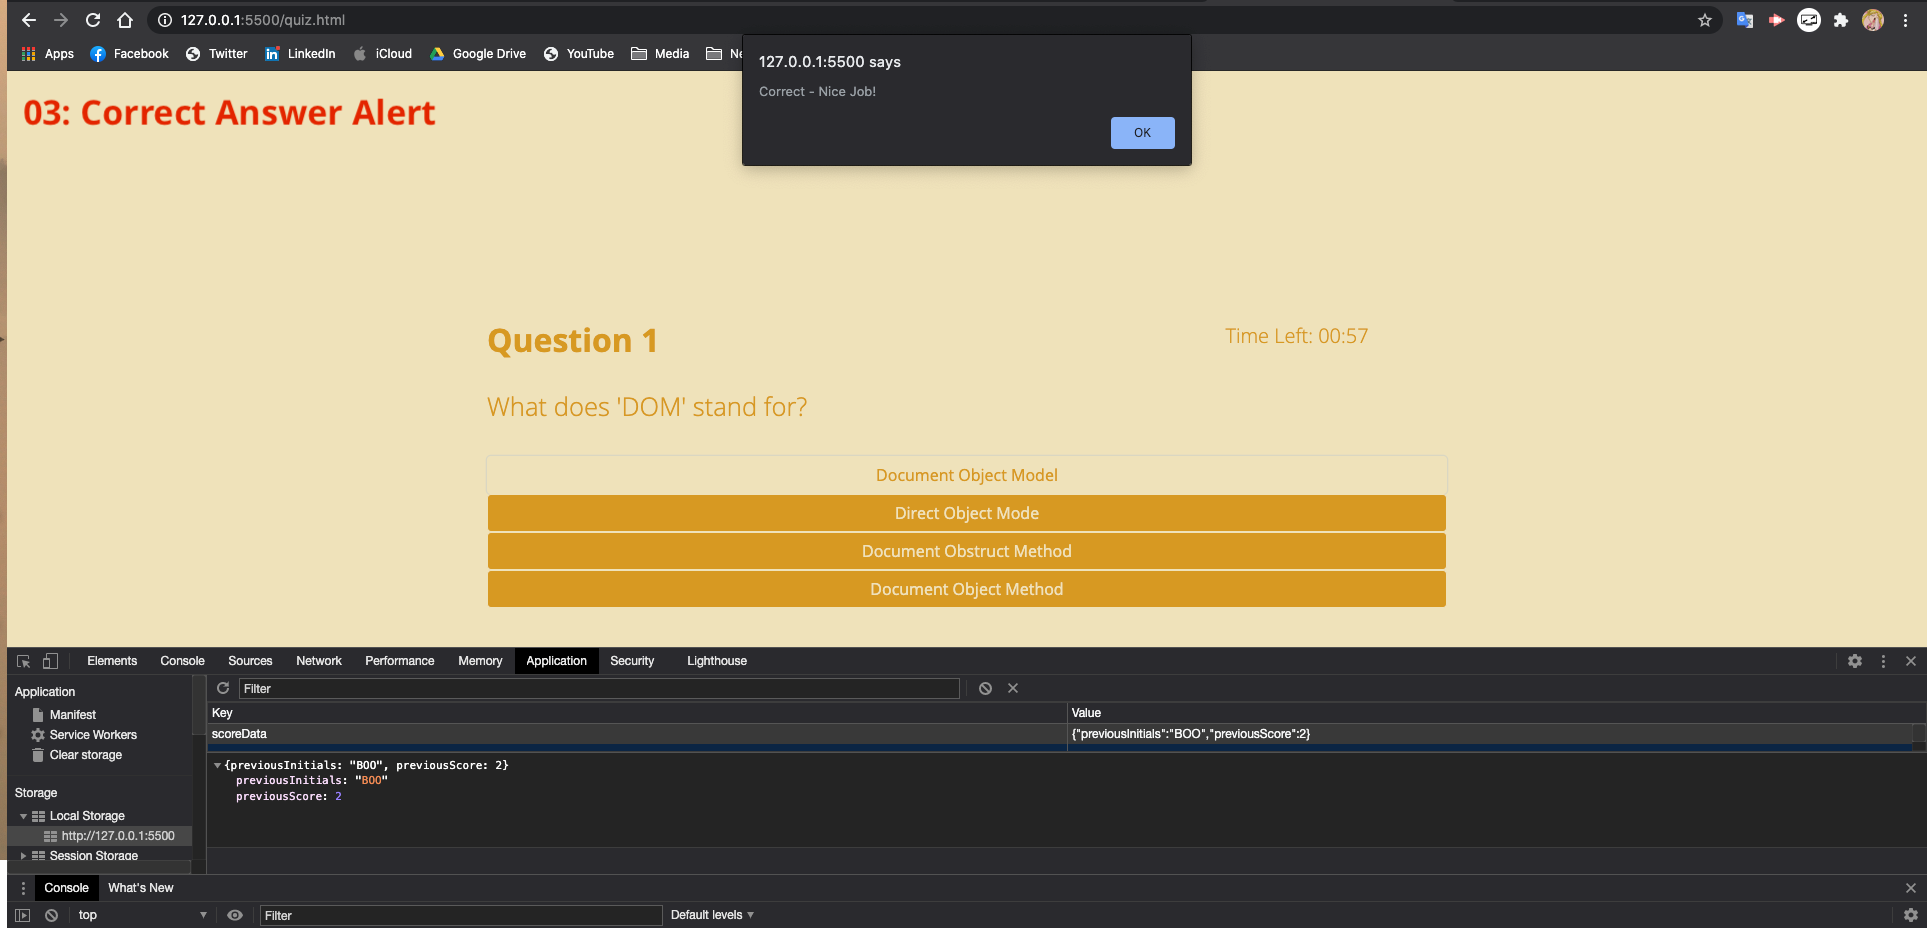 127.0.0.1:5500/quiz.html
Apps Facebook Twitter LinkedIn iCloud Google Drive YouTube Media
127.0.0.1:5500 says
Correct - Nice Job!
OK
03: Correct Answer Alert
Question 1
Time Left: 00:57
What does 'DOM' stand for?
Document Object Model
Direct Object Mode
Document Obstruct Method
Document Object Method
Elements Console Sources Network Performance Memory Application Security Lighthouse
Application
Manifest
Service Workers
Clear storage
Storage
Local Storage
http://127.0.0.1:5500
Session Storage
Filter
Key Value
scoreData {"previousInitials":"BOO","previousScore":2}
{previousInitials: "BOO", previousScore: 2}
previousInitials: "BOO"
previousScore: 2
Console What's New
top Filter Default levels